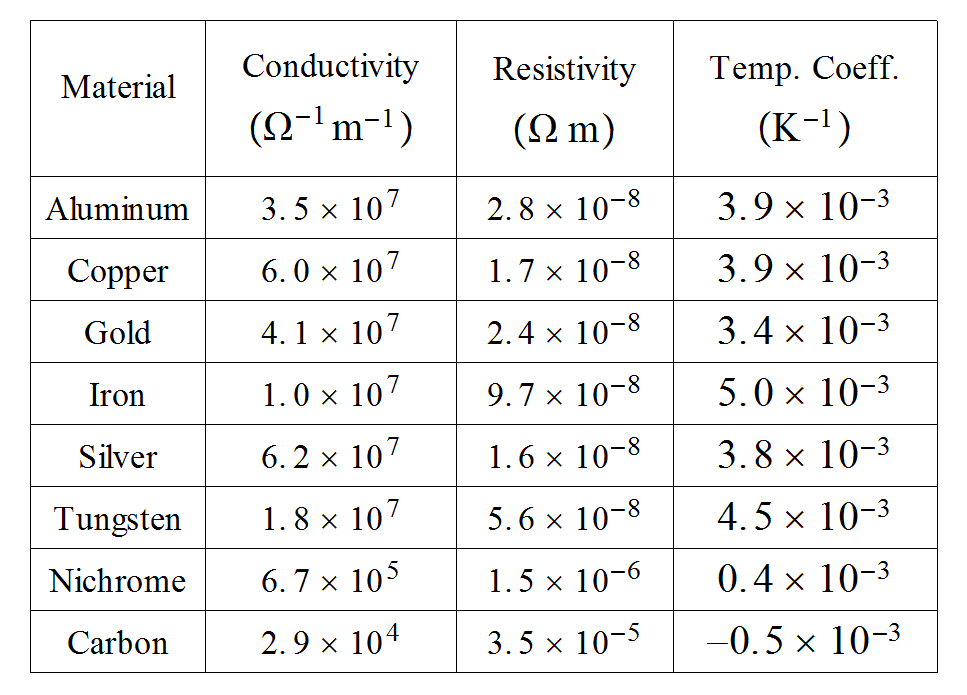 Material Conductivity (Ω⁻¹ m⁻¹) Resistivity (Ω m) Temp. Coeff. (K⁻¹)
Aluminum 3.5 × 10⁷ 2.8 × 10⁻⁸ 3.9 × 10⁻³
Copper 6.0 × 10⁷ 1.7 × 10⁻⁸ 3.9 × 10⁻³
Gold 4.1 × 10⁷ 2.4 × 10⁻⁸ 3.4 × 10⁻³
Iron 1.0 × 10⁷ 9.7 × 10⁻⁸ 5.0 × 10⁻³
Silver 6.2 × 10⁷ 1.6 × 10⁻⁸ 3.8 × 10⁻³
Tungsten 1.8 × 10⁷ 5.6 × 10⁻⁸ 4.5 × 10⁻³
Nichrome 6.7 × 10⁵ 1.5 × 10⁻⁶ 0.4 × 10⁻³
Carbon 2.9 × 10⁴ 3.5 × 10⁻⁵ –0.5 × 10⁻³